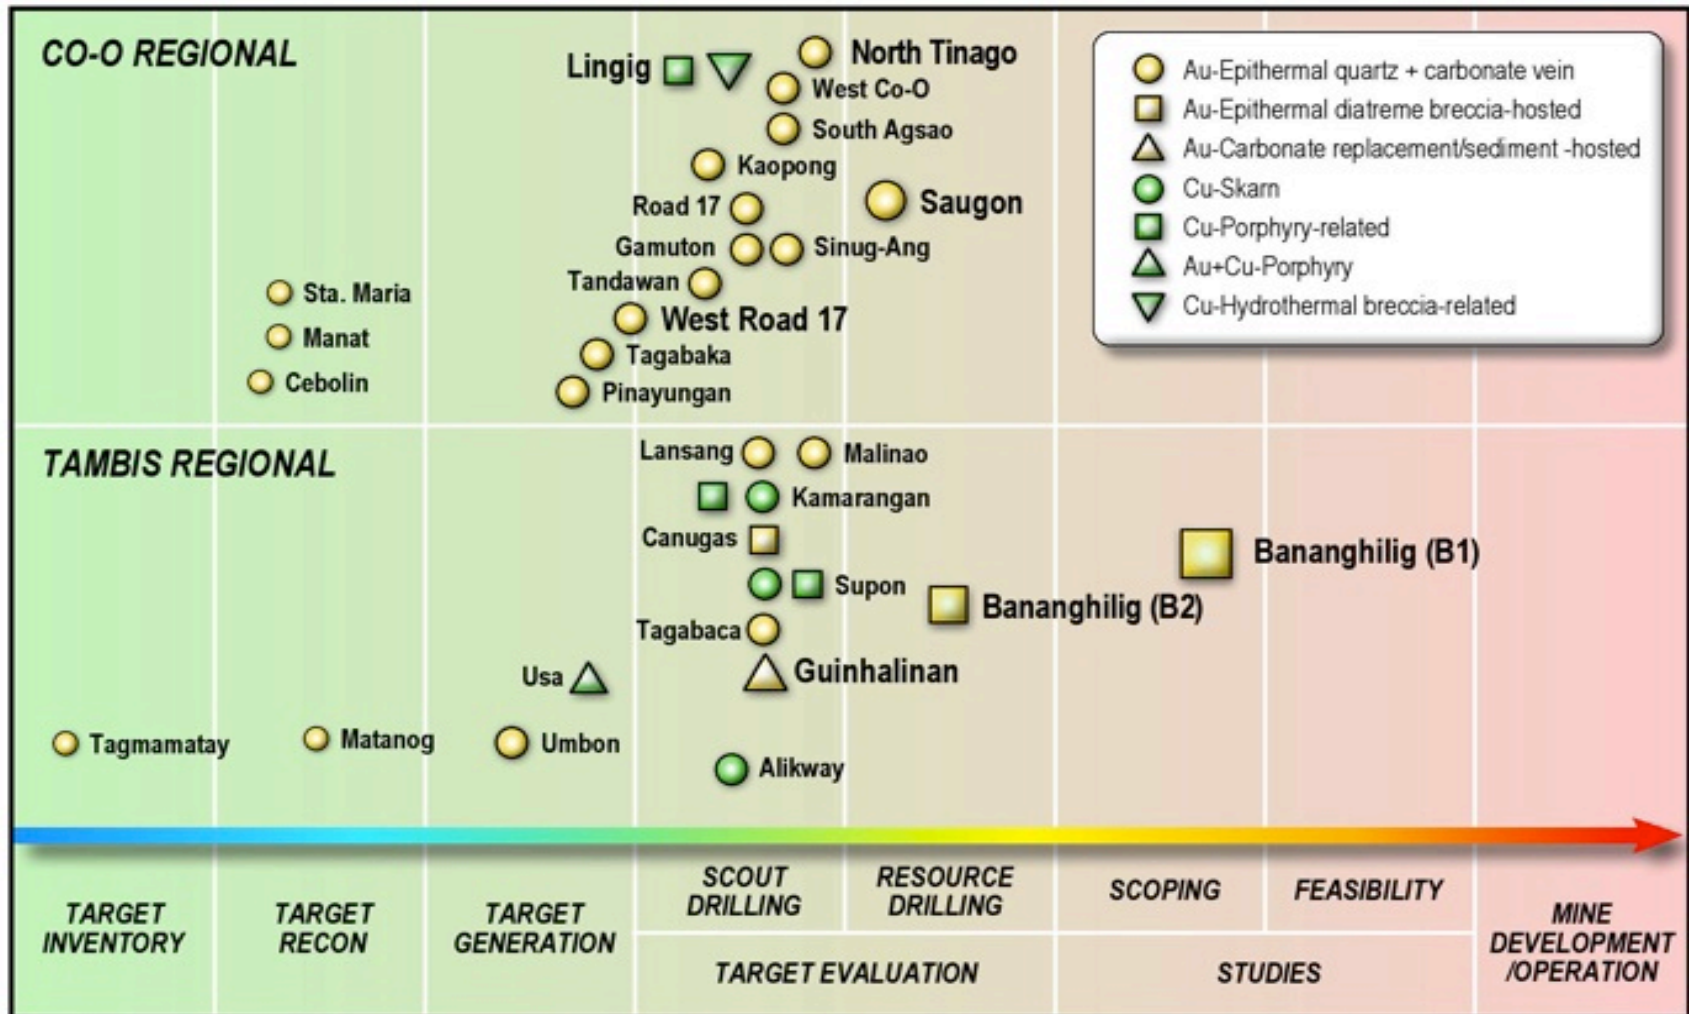 CO-O REGIONAL
Lingig
North Tinago
West Co-O
South Agsao
Kaopong
Road 17
Saugon
Gamuton
Sinug-Ang
Tandawan
Sta. Maria
West Road 17
Manat
Tagabaka
Cebolin
Pinayungan
Au-Epithermal quartz + carbonate vein
Au-Epithermal diatreme breccia-hosted
Au-Carbonate replacement/sediment -hosted
Cu-Skarn
Cu-Porphyry-related
Au+Cu-Porphyry
Cu-Hydrothermal breccia-related
TAMBIS REGIONAL
Lansang
Malinao
Kamarangan
Canugas
Bananghilig (B1)
Supon
Bananghilig (B2)
Tagabaca
Guinhalinan
Usa
Tagmamatay
Matanog
Umbon
Alikway
TARGET
INVENTORY
TARGET
RECON
TARGET
GENERATION
SCOUT
DRILLING
RESOURCE
DRILLING
SCOPING
FEASIBILITY
TARGET EVALUATION
STUDIES
MINE
DEVELOPMENT
/OPERATION